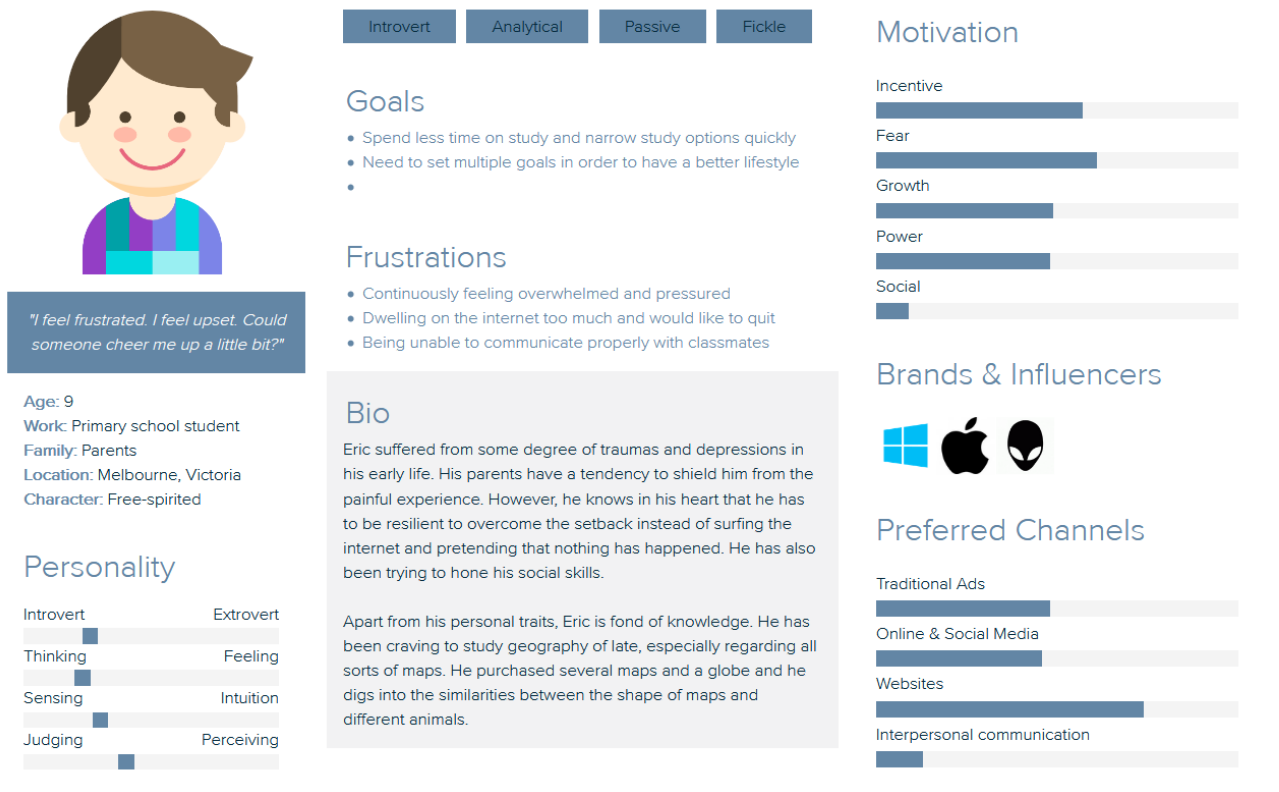 "I feel frustrated. I feel upset. Could
someone cheer me up a little bit?"
Age: 9
Work: Primary school student
Family: Parents
Location: Melbourne, Victoria
Character: Free-spirited
Personality
Introvert Extrovert
Thinking Feeling
Sensing Intuition
Judging Perceiving
Introvert Analytical Passive Fickle
Goals
• Spend less time on study and narrow study options quickly
• Need to set multiple goals in order to have a better lifestyle
•
Frustrations
• Continuously feeling overwhelmed and pressured
• Dwelling on the internet too much and would like to quit
• Being unable to communicate properly with classmates
Bio
Eric suffered from some degree of traumas and depressions in
his early life. His parents have a tendency to shield him from the
painful experience. However, he knows in his heart that he has
to be resilient to overcome the setback instead of surfing the
internet and pretending that nothing has happened. He has also
been trying to hone his social skills.
Apart from his personal traits, Eric is fond of knowledge. He has
been craving to study geography of late, especially regarding all
sorts of maps. He purchased several maps and a globe and he
digs into the similarities between the shape of maps and
different animals.
Motivation
Incentive
Fear
Growth
Power
Social
Brands & Influencers
Preferred Channels
Traditional Ads
Online & Social Media
Websites
Interpersonal communication